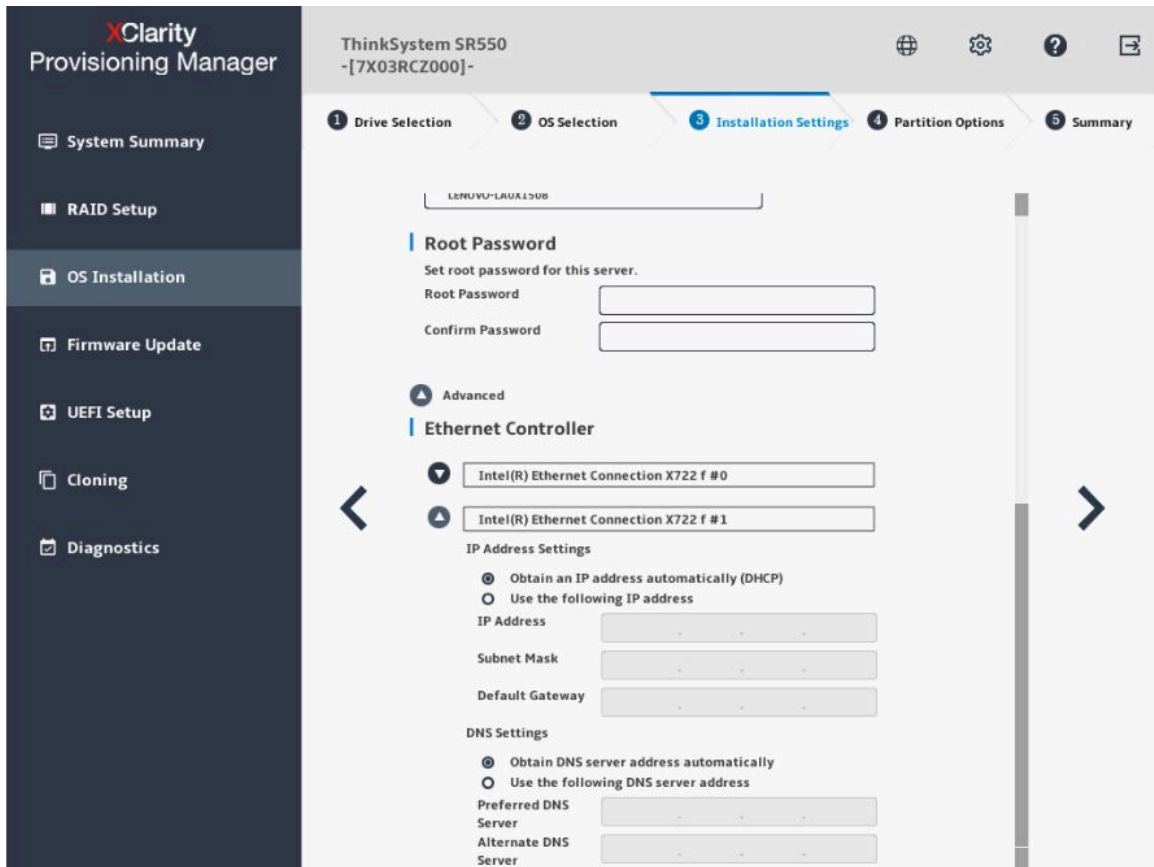 XClarity
Provisioning Manager
ThinkSystem SR550
-[7X03RCZ000]-
System Summary
RAID Setup
OS Installation
Firmware Update
UEFI Setup
Cloning
Diagnostics
1 Drive Selection
2 OS Selection
3 Installation Settings
4 Partition Options
5 Summary
LENOVO-LA0X1508
Root Password
Set root password for this server.
Root Password
Confirm Password
Advanced
Ethernet Controller
Intel(R) Ethernet Connection X722 f #0
Intel(R) Ethernet Connection X722 f #1
IP Address Settings
Obtain an IP address automatically (DHCP)
Use the following IP address
IP Address
Subnet Mask
Default Gateway
DNS Settings
Obtain DNS server address automatically
Use the following DNS server address
Preferred DNS
Server
Alternate DNS
Server